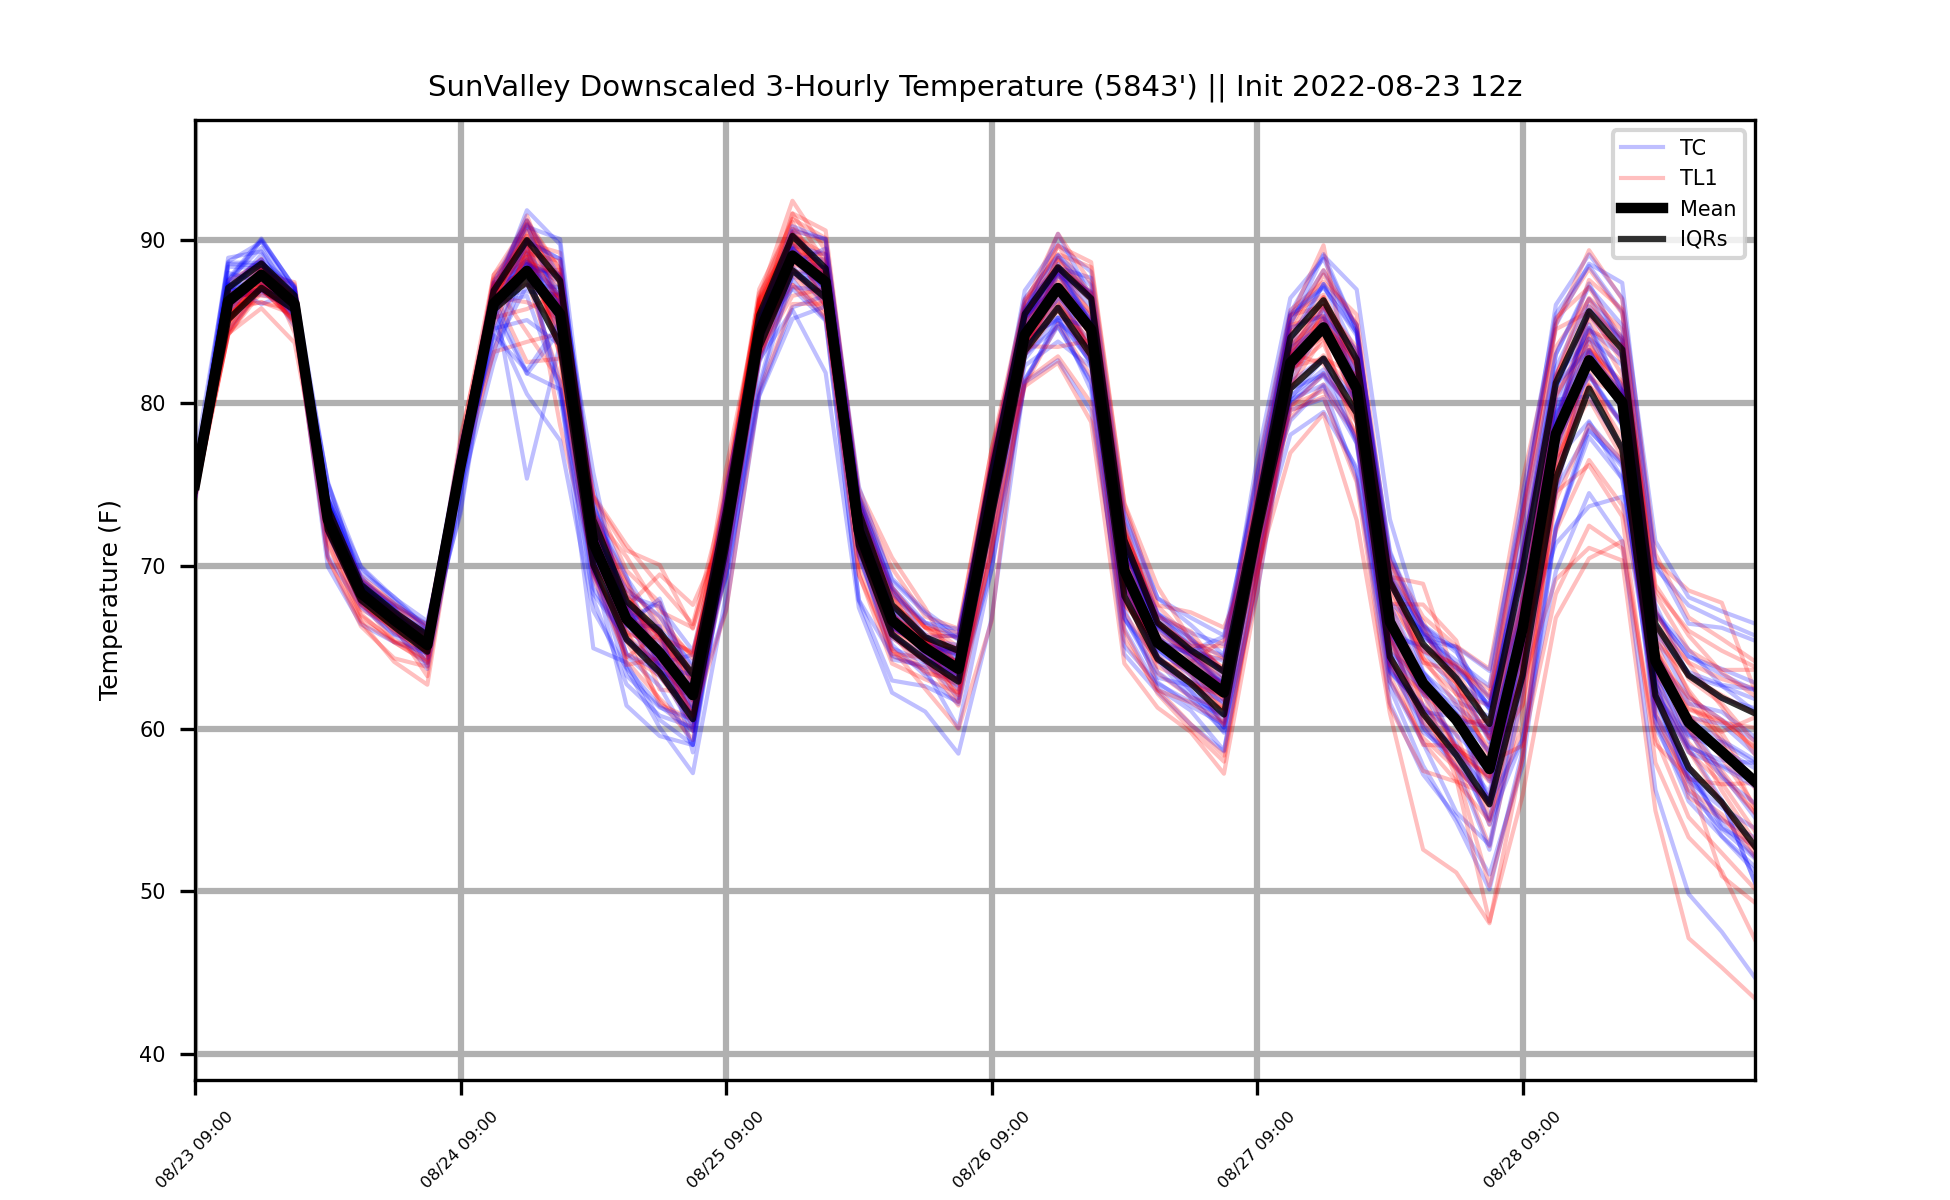 SunValley Downscaled 3-Hourly Temperature (5843') || Init 2022-08-23 12z
TC
TL1
Mean
IQRs
Temperature (F)
90
80
70
60
50
40
08/23 09:00
08/24 09:00
08/25 09:00
08/26 09:00
08/27 09:00
08/28 09:00